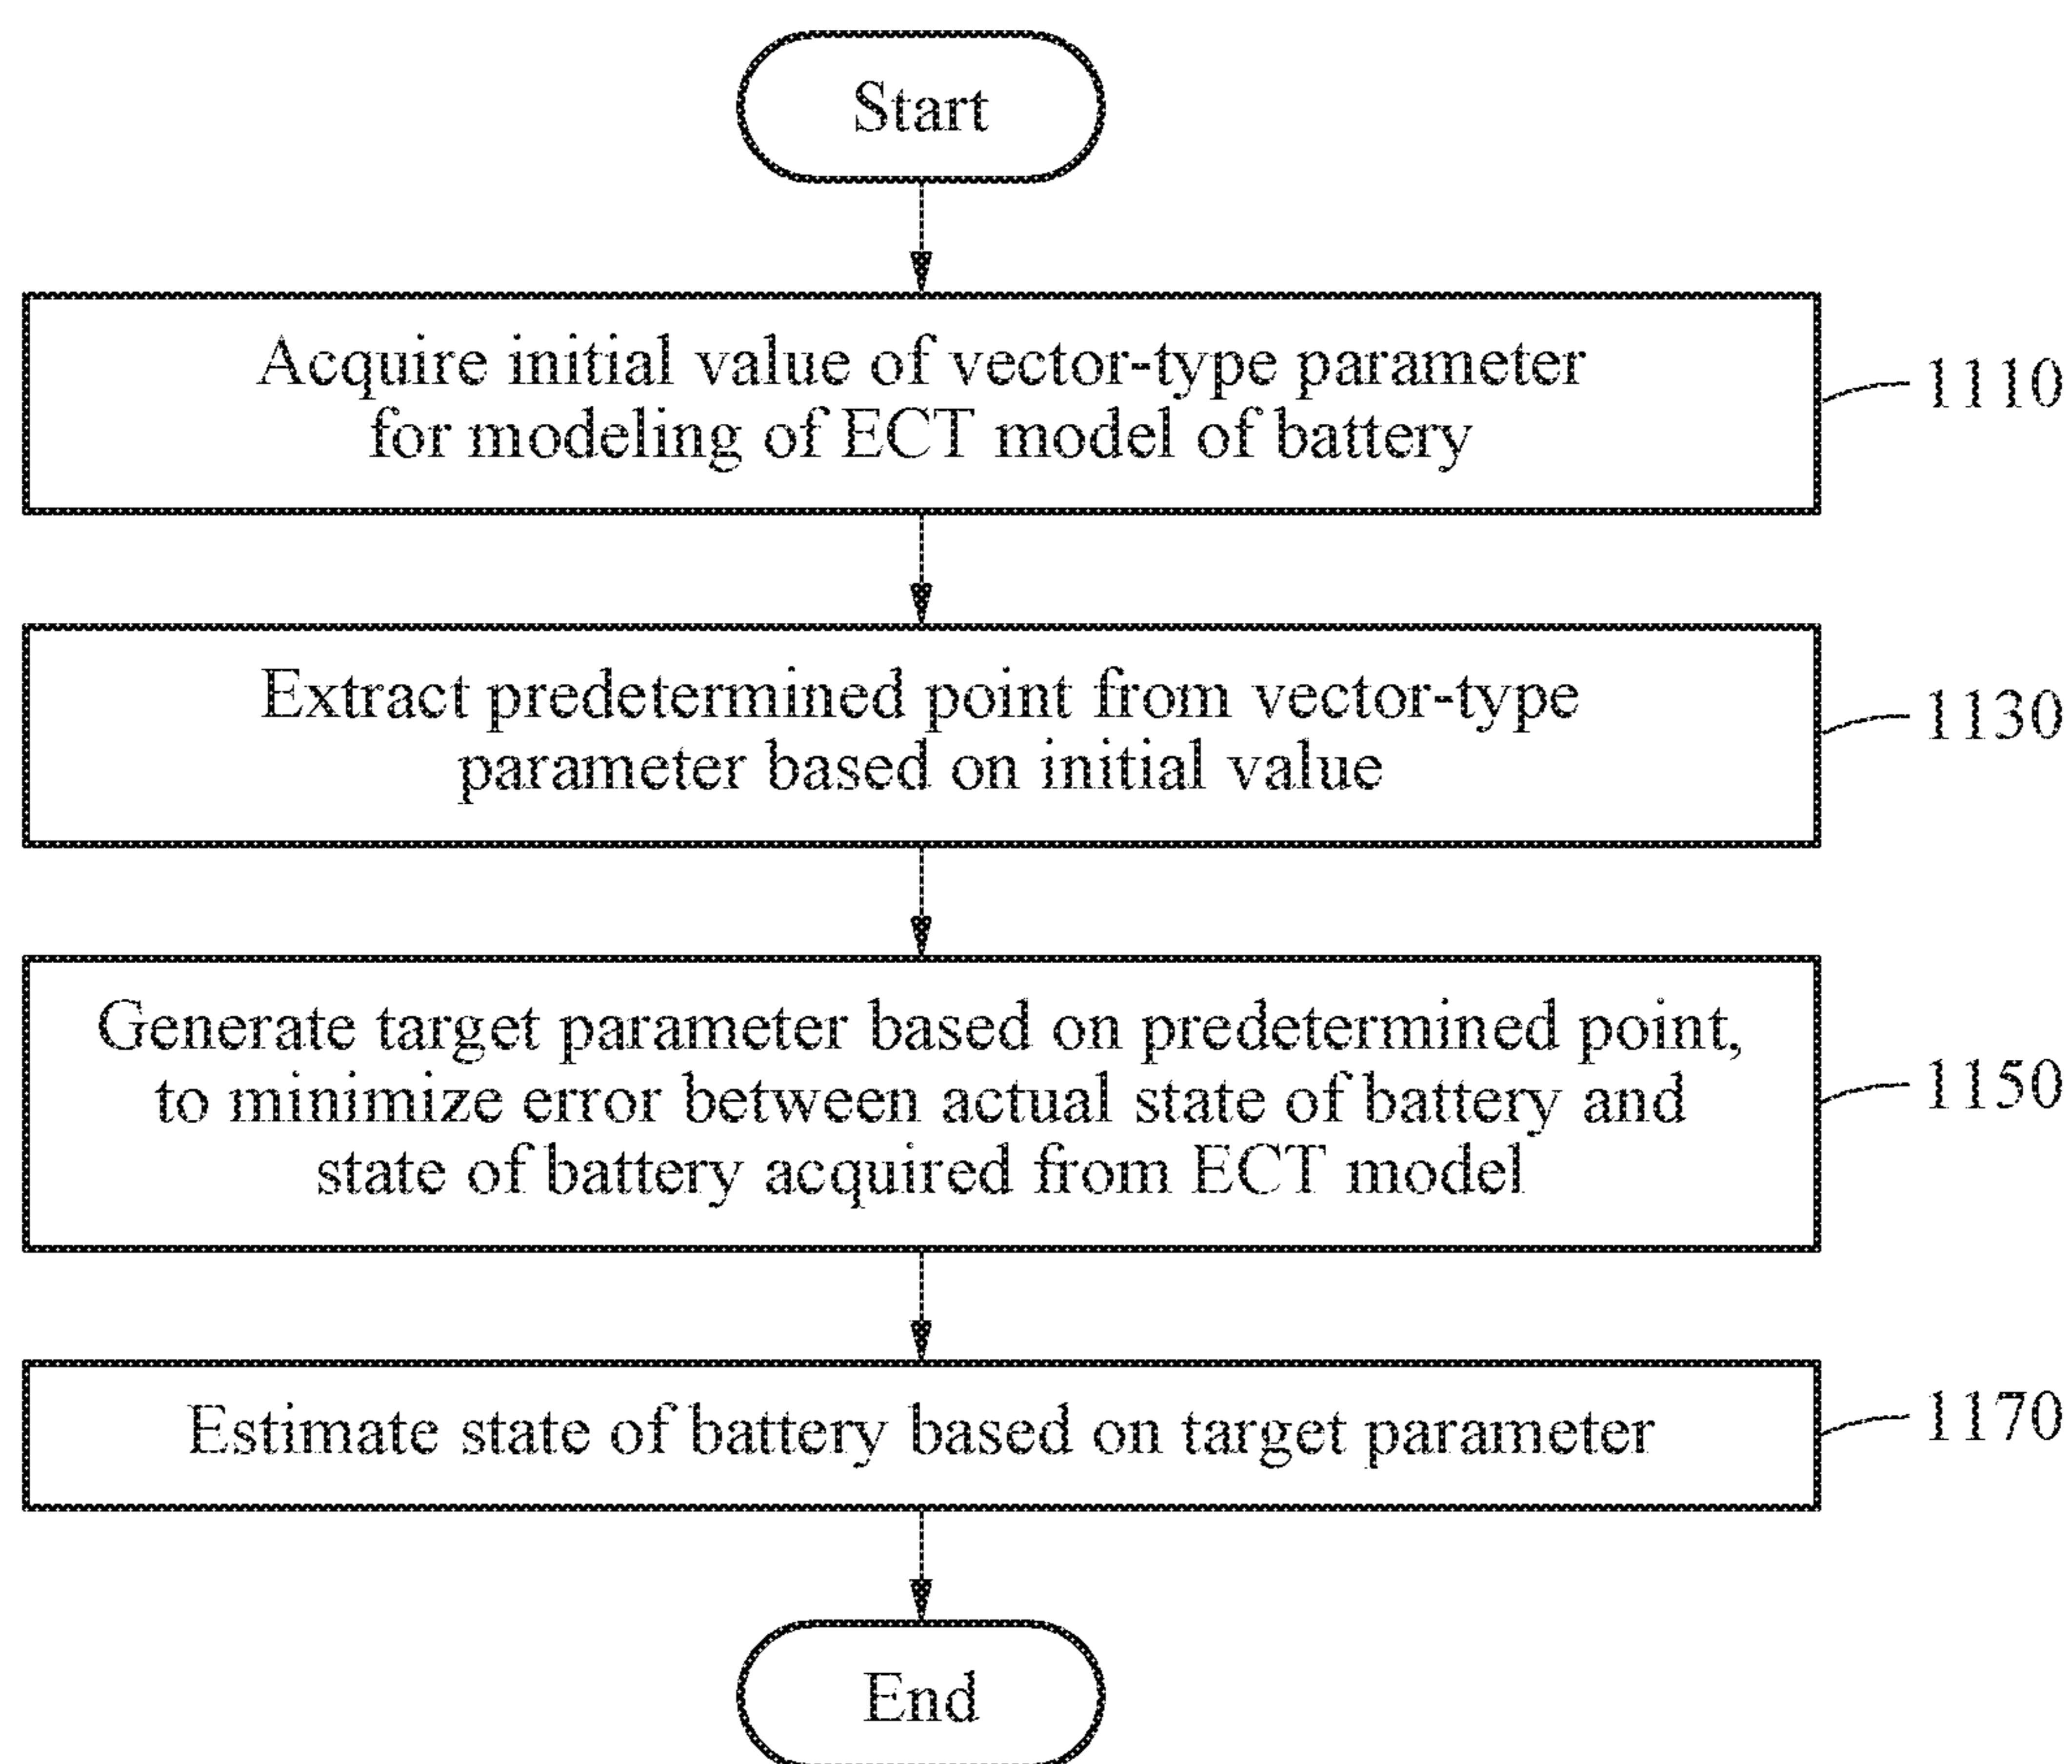 Start
Acquire initial value of vector-type parameter
for modeling of ECT model of battery
1110
Extract predetermined point from vector-type
parameter based on initial value
1130
Generate target parameter based on predetermined point,
to minimize error between actual state of battery and
state of battery acquired from ECT model
1150
Estimate state of battery based on target parameter
1170
End